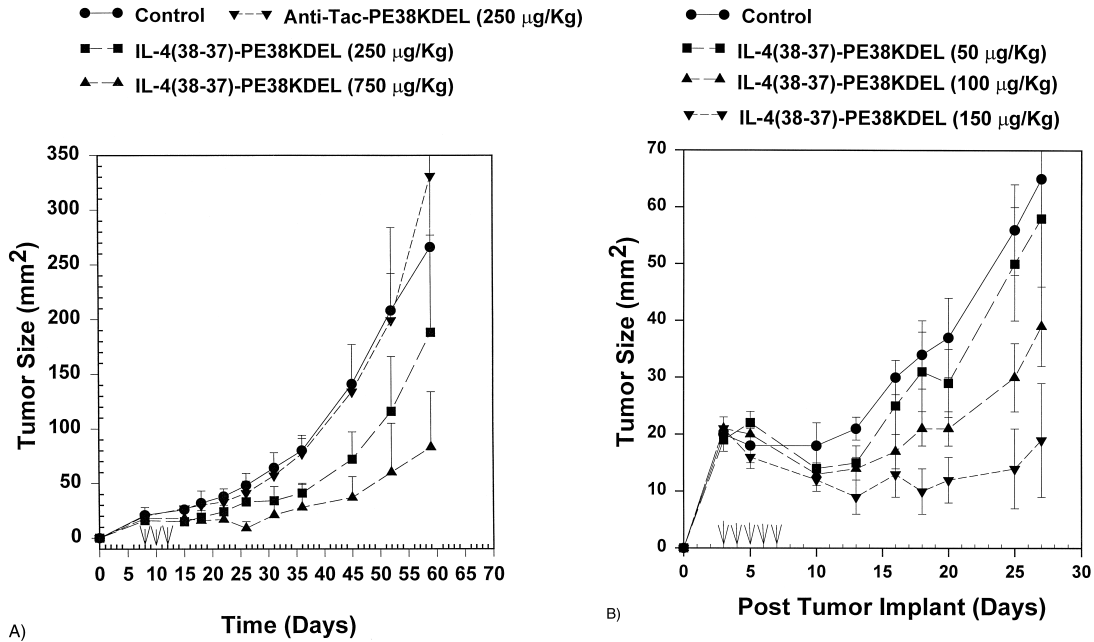 Control Anti-Tac-PE38KDEL (250 μg/Kg)
IL-4(38-37)-PE38KDEL (250 μg/Kg)
IL-4(38-37)-PE38KDEL (750 μg/Kg)
350
300
250
200
150
100
50
0
Tumor Size (mm2)
0 5 10 15 20 25 30 35 40 45 50 55 60 65 70
Time (Days)
A)
Control
IL-4(38-37)-PE38KDEL (50 μg/Kg)
IL-4(38-37)-PE38KDEL (100 μg/Kg)
IL-4(38-37)-PE38KDEL (150 μg/Kg)
70
60
50
40
30
20
10
0
Tumor Size (mm2)
0 5 10 15 20 25 30
Post Tumor Implant (Days)
B)